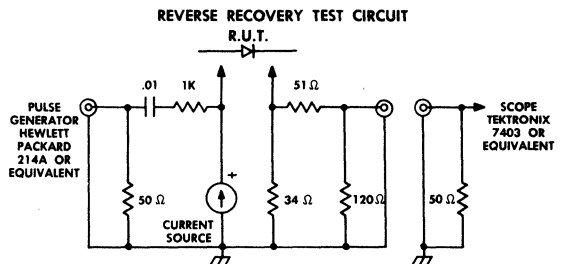 REVERSE RECOVERY TEST CIRCUIT
R.U.T.
.01
1K
51 Ω
PULSE
GENERATOR
HEWLETT
PACKARD
214A OR
EQUIVALENT
SCOPE
TEKTRONIX
7403 OR
EQUIVALENT
50 Ω
+
CURRENT
SOURCE
34 Ω
120 Ω
50 Ω